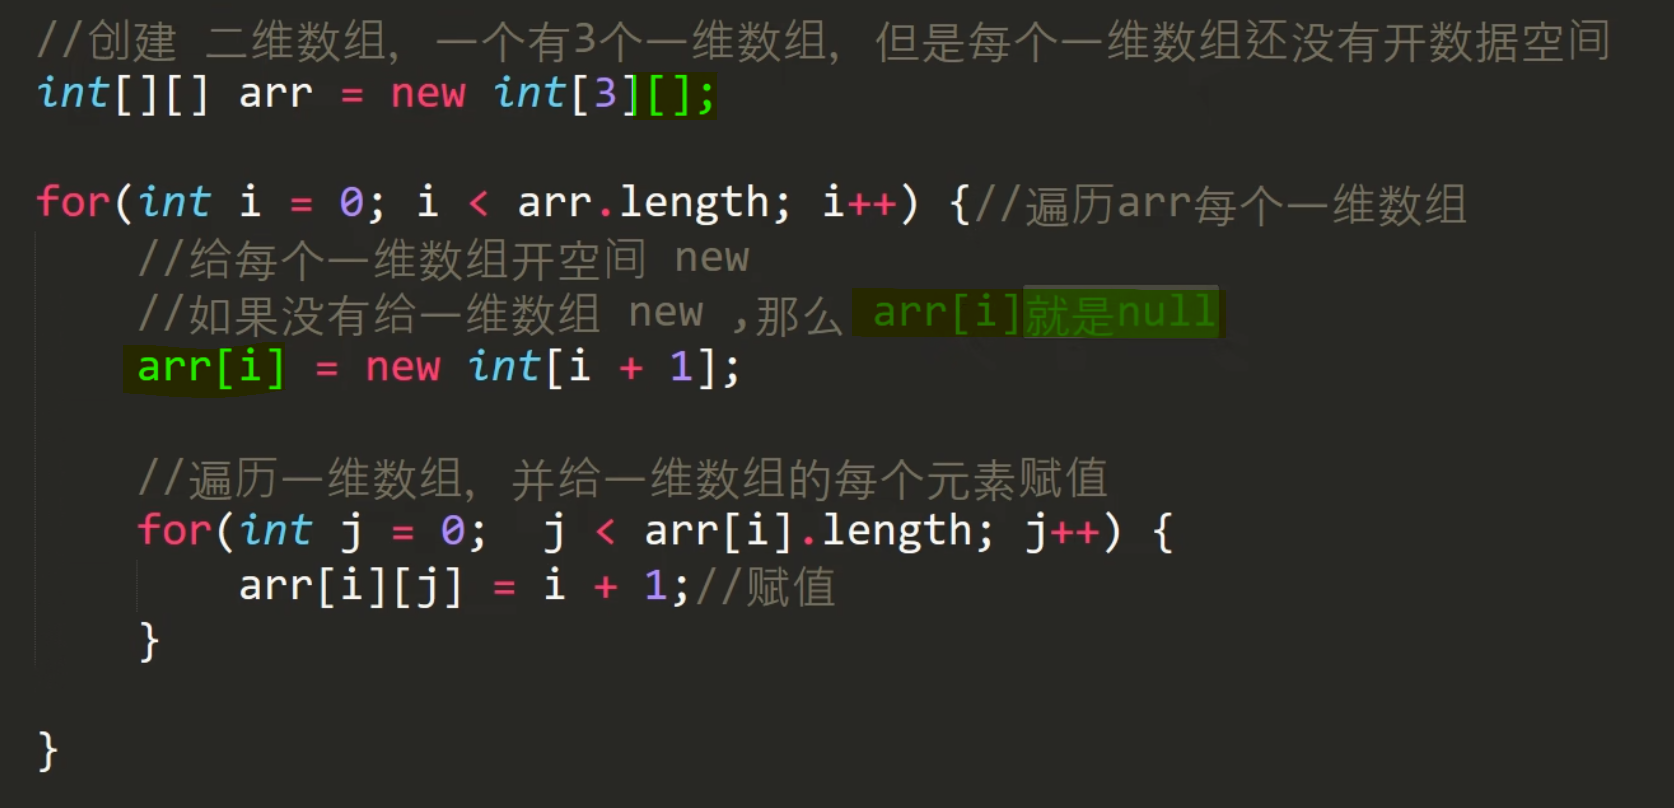 //创建 二维数组, 一个有3个一维数组, 但是每个一维数组还没有开数据空间
int[][] arr = new int[3][];
for(int i = 0; i < arr.length; i++) {//遍历arr每个一维数组
//给每个一维数组开空间 new
//如果没有给一维数组 new ,那么 arr[i]就是null
arr[i] = new int[i + 1];
//遍历一维数组, 并给一维数组的每个元素赋值
for(int j = 0;  j < arr[i].length; j++) {
arr[i][j] = i + 1;//赋值
}
}